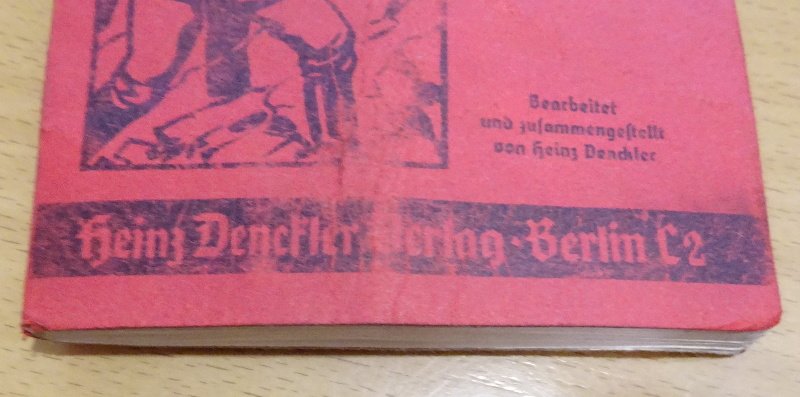 Bearbeitet
und zusammengestellt
von Heinz Denckler
Heinz Denckler Verlag · Berlin C2